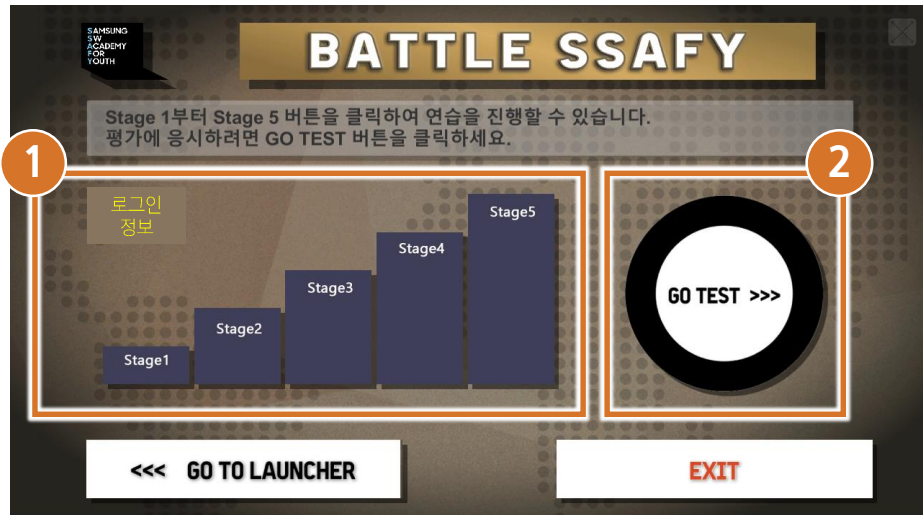 SAMSUNG
SW
ACADEMY
FOR
YOUTH
BATTLE SSAFY
Stage 1부터 Stage 5 버튼을 클릭하여 연습을 진행할 수 있습니다.
평가에 응시하려면 GO TEST 버튼을 클릭하세요.
1
2
로그인
정보
Stage1
Stage2
Stage3
Stage4
Stage5
GO TEST >>>
<<< GO TO LAUNCHER
EXIT